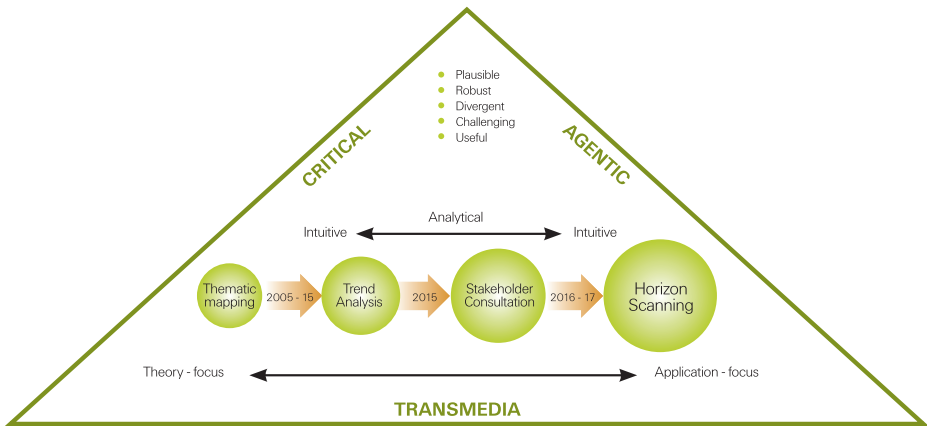 Plausible
Robust
Divergent
Challenging
Useful
CRITICAL
AGENTIC
Analytical
Intuitive
Intuitive
Thematic
mapping
2005 - 15
Trend
Analysis
2015
Stakeholder
Consultation
2016 - 17
Horizon
Scanning
Theory - focus
Application - focus
TRANSMEDIA